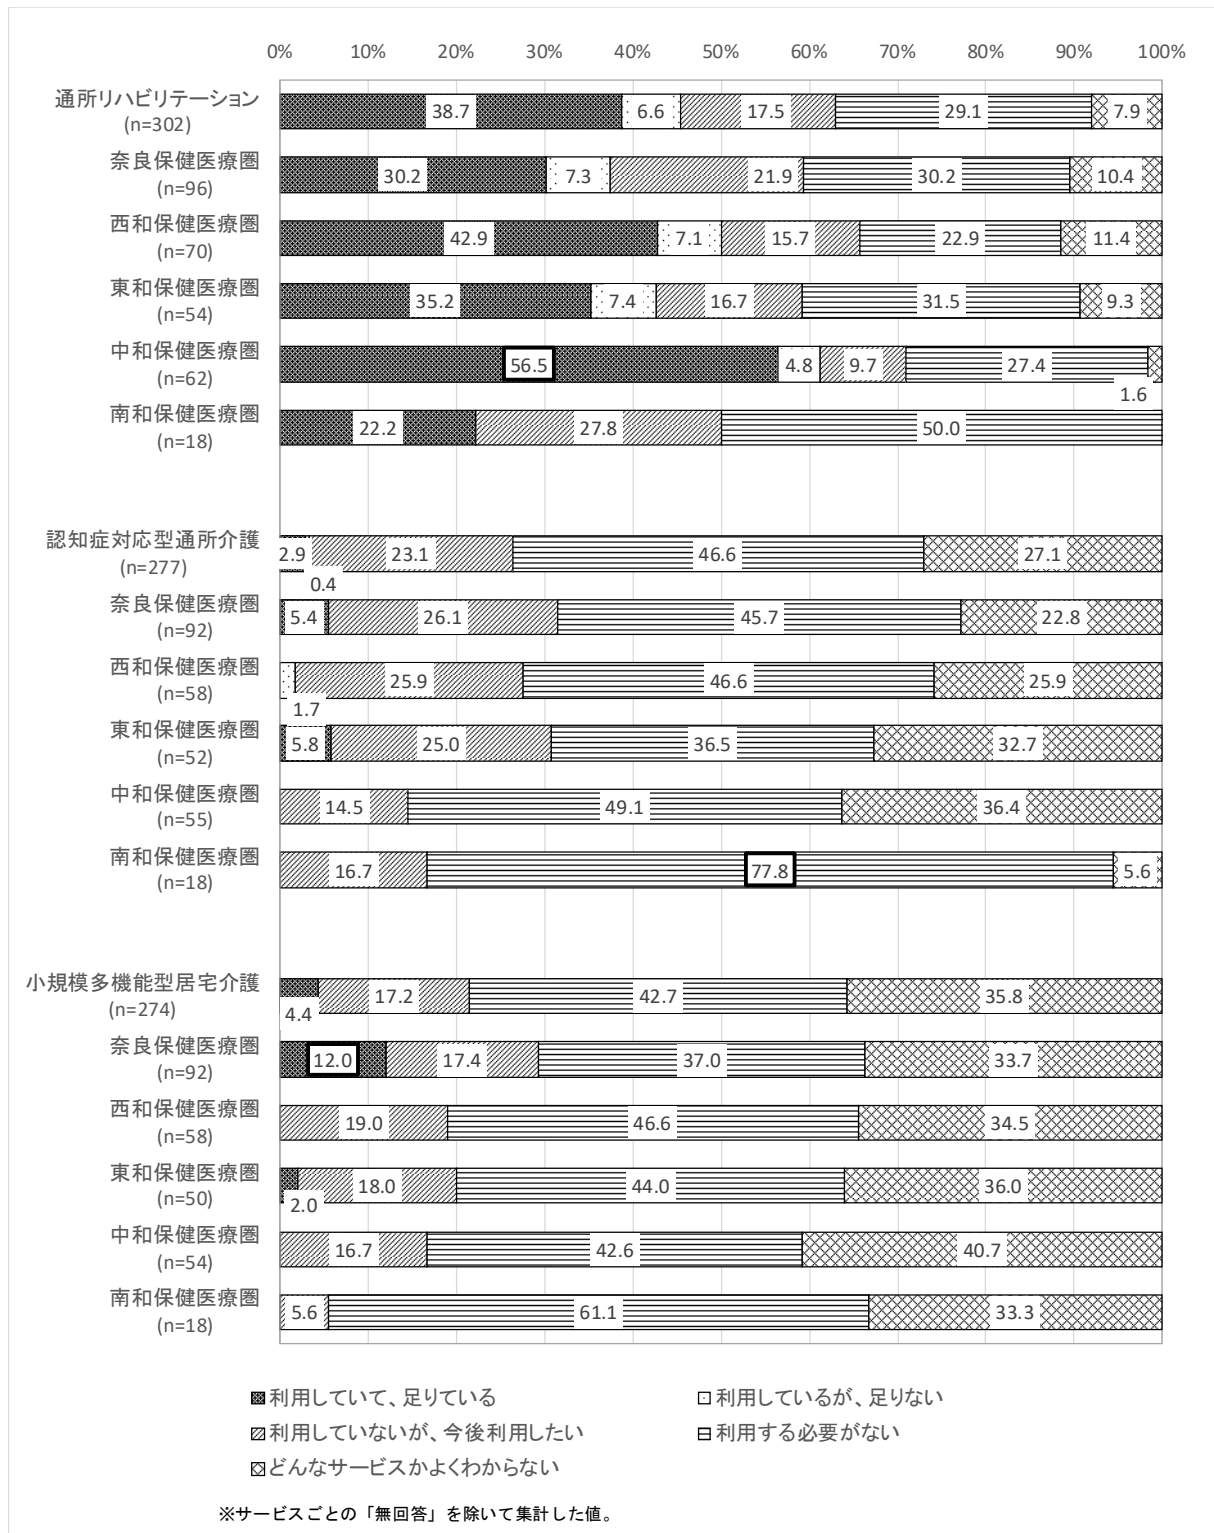 0% 10% 20% 30% 40% 50% 60% 70% 80% 90% 100%
通所リハビリテーション
(n=302)
38.7 6.6 17.5 29.1 7.9
奈良保健医療圏
(n=96)
30.2 7.3 21.9 30.2 10.4
西和保健医療圏
(n=70)
42.9 7.1 15.7 22.9 11.4
東和保健医療圏
(n=54)
35.2 7.4 16.7 31.5 9.3
中和保健医療圏
(n=62)
56.5 4.8 9.7 27.4 1.6
南和保健医療圏
(n=18)
22.2 27.8 50.0
認知症対応型通所介護
(n=277)
2.9 0.4 23.1 46.6 27.1
奈良保健医療圏
(n=92)
5.4 26.1 45.7 22.8
西和保健医療圏
(n=58)
1.7 25.9 46.6 25.9
東和保健医療圏
(n=52)
5.8 25.0 36.5 32.7
中和保健医療圏
(n=55)
14.5 49.1 36.4
南和保健医療圏
(n=18)
16.7 77.8 5.6
小規模多機能型居宅介護
(n=274)
4.4 17.2 42.7 35.8
奈良保健医療圏
(n=92)
12.0 17.4 37.0 33.7
西和保健医療圏
(n=58)
19.0 46.6 34.5
東和保健医療圏
(n=50)
2.0 18.0 44.0 36.0
中和保健医療圏
(n=54)
16.7 42.6 40.7
南和保健医療圏
(n=18)
5.6 61.1 33.3
利用していて、足りている 利用しているが、足りない
利用していないが、今後利用したい 利用する必要がない
どんなサービスかよくわからない
※サービスごとの「無回答」を除いて集計した値。